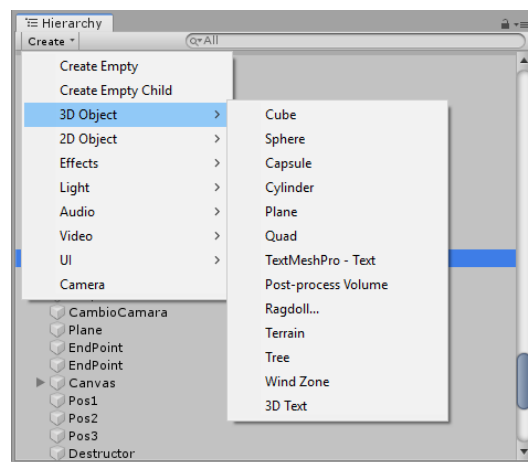 Hierarchy
Create
All
Create Empty
Create Empty Child
3D Object
2D Object
Effects
Light
Audio
Video
UI
Camera
Cube
Sphere
Capsule
Cylinder
Plane
Quad
TextMeshPro - Text
Post-process Volume
Ragdoll...
Terrain
Tree
Wind Zone
3D Text
CambioCamara
Plane
EndPoint
EndPoint
Canvas
Pos1
Pos2
Pos3
Destructor